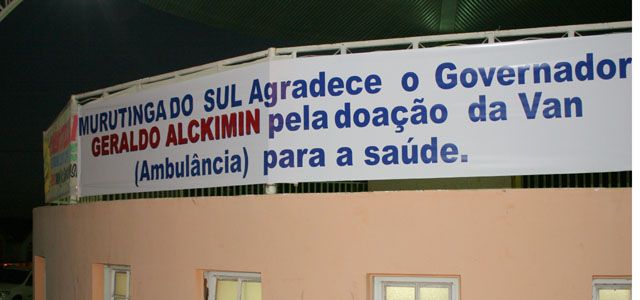 MURUTINGA DO SUL Agradece o Governador
GERALDO ALCKIMIN pela doação da Van
(Ambulância) para a saúde.